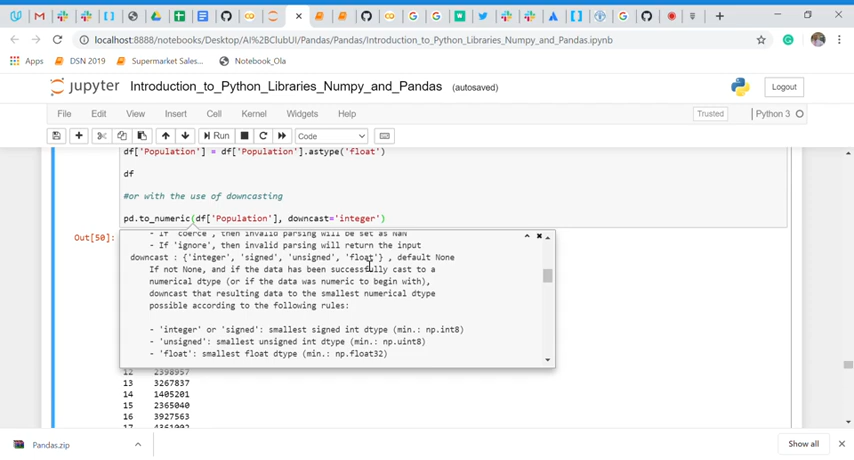 localhost:8888/notebooks/Desktop/AI%2BClubUI/Pandas/Pandas/Introduction_to_Python_Libraries_Numpy_and_Pandas.ipynb
Apps
DSN 2019
Supermarket Sales...
Notebook_Ola
jupyter
Introduction_to_Python_Libraries_Numpy_and_Pandas
(autosaved)
Logout
File Edit View Insert Cell Kernel Widgets Help
Trusted
Python 3
Run
Code
df['Population'] = df['Population'].astype('float')
df
#or with the use of downcasting
pd.to_numeric(df['Population'], downcast='integer')
Out[50]:
- If 'coerce', then invalid parsing will be set as NaN
- If 'ignore', then invalid parsing will return the input
downcast : {'integer', 'signed', 'unsigned', 'float'} , default None
If not None, and if the data has been successfully cast to a
numerical dtype (or if the data was numeric to begin with),
downcast that resulting data to the smallest numerical dtype
possible according to the following rules:
- 'integer' or 'signed': smallest signed int dtype (min.: np.int8)
- 'unsigned': smallest unsigned int dtype (min.: np.uint8)
- 'float': smallest float dtype (min.: np.float32)
12 2398957
13 3267837
14 1405201
15 2365040
16 3927563
17 4361002
Pandas.zip
Show all